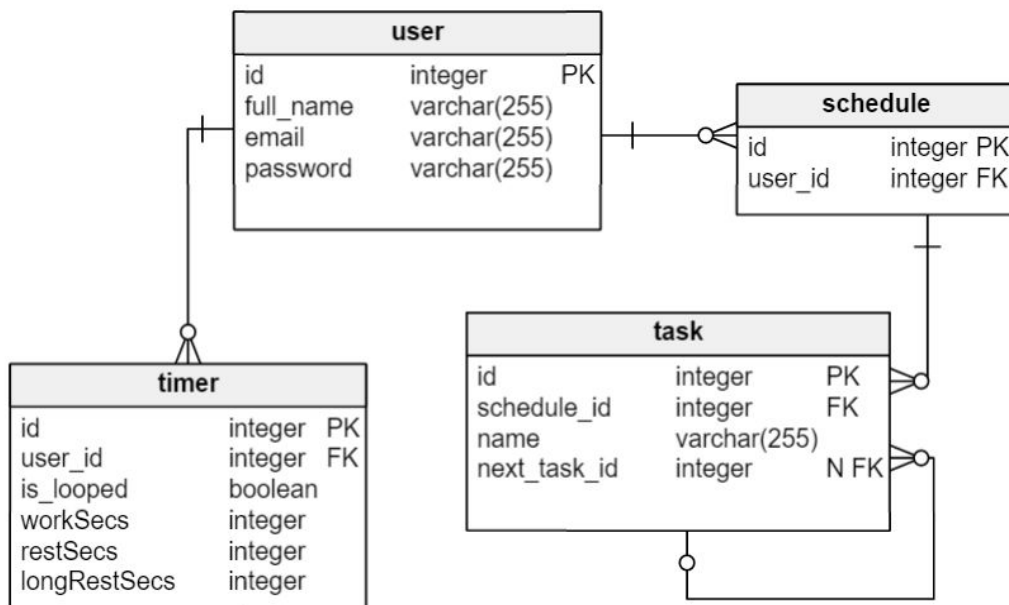 user
id integer PK
full_name varchar(255)
email varchar(255)
password varchar(255)
schedule
id integer PK
user_id integer FK
task
id integer PK
schedule_id integer FK
name varchar(255)
next_task_id integer N FK
timer
id integer PK
user_id integer FK
is_looped boolean
workSecs integer
restSecs integer
longRestSecs integer